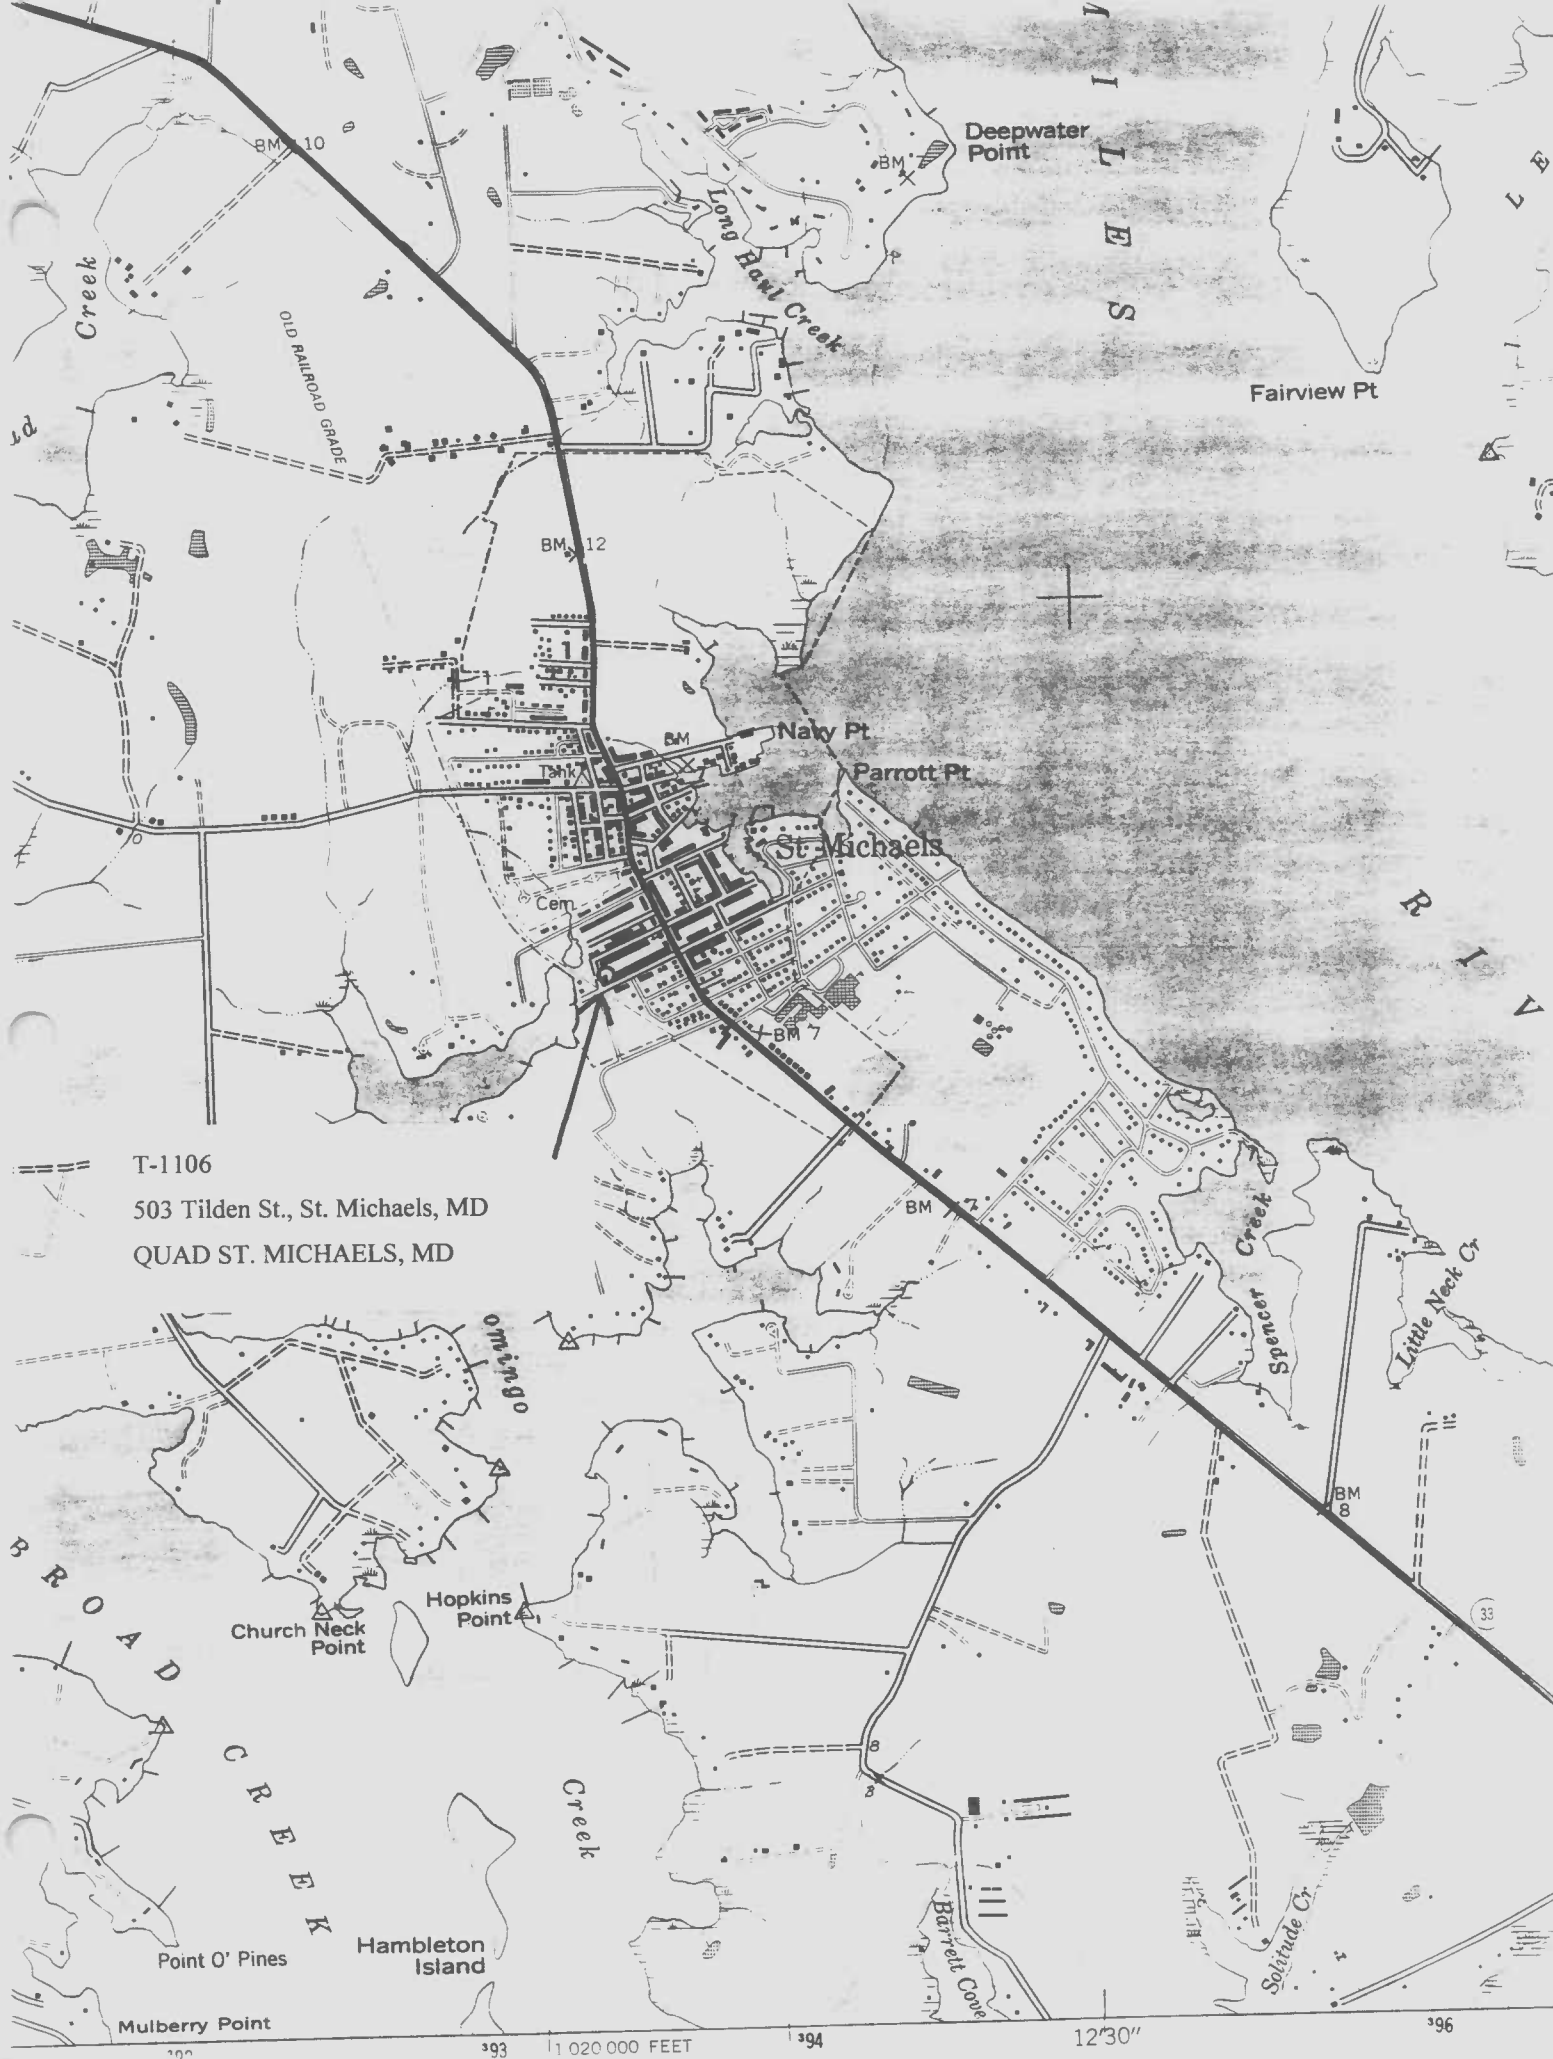 M
I
L
E
S
Deepwater
Point
BM 7
L
E
BM 10
Long Haul Creek
Creek
OLD RAILROAD GRADE
Fairview Pt
BM 12
BM
Navy Pt
Tank
Parrott Pt
St Michaels
R
I
V
Cem
BM 7
T-1106
503 Tilden St., St. Michaels, MD
QUAD ST. MICHAELS, MD
BM 7
Spencer Creek
Little Neck Cr
BM
8
33
B R O A D
C R E E K
Church Neck
Point
Hopkins
Point
8
8
Creek
Barrett Cove
Solitude Cr
Point O' Pines
Hambleton
Island
Mulberry Point
³93
1 020 000 FEET
³94
12'30"
³96